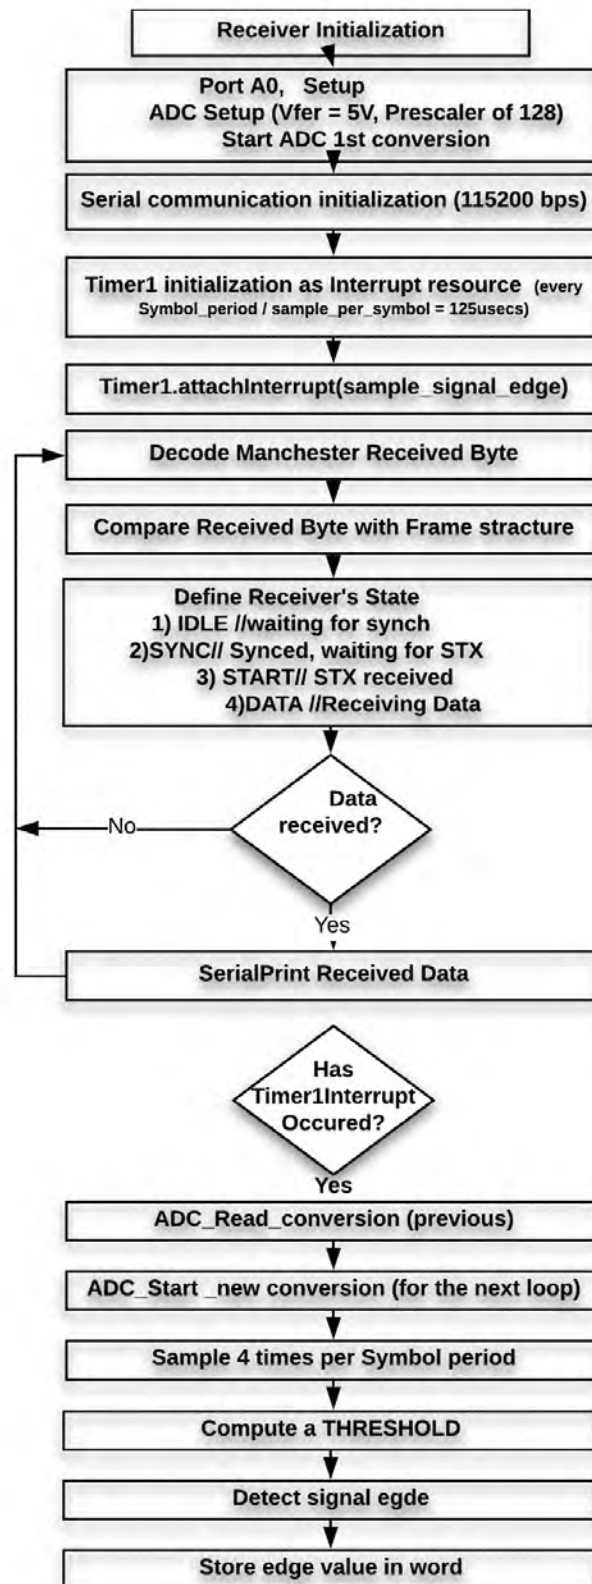 Receiver Initialization
Port A0, Setup
ADC Setup (Vfer = 5V, Prescaler of 128)
Start ADC 1st conversion
Serial communication initialization (115200 bps)
Timer1 initialization as Interrupt resource (every
Symbol_period / sample_per_symbol = 125usecs)
Timer1.attachInterrupt(sample_signal_edge)
Decode Manchester Received Byte
Compare Received Byte with Frame stracture
Define Receiver's State
1) IDLE //waiting for synch
2)SYNC// Synced, waiting for STX
3) START// STX received
4)DATA //Receiving Data
Data
received?
No
Yes
SerialPrint Received Data
Has
Timer1Interrupt
Occured?
Yes
ADC_Read_conversion (previous)
ADC_Start _new conversion (for the next loop)
Sample 4 times per Symbol period
Compute a THRESHOLD
Detect signal egde
Store edge value in word